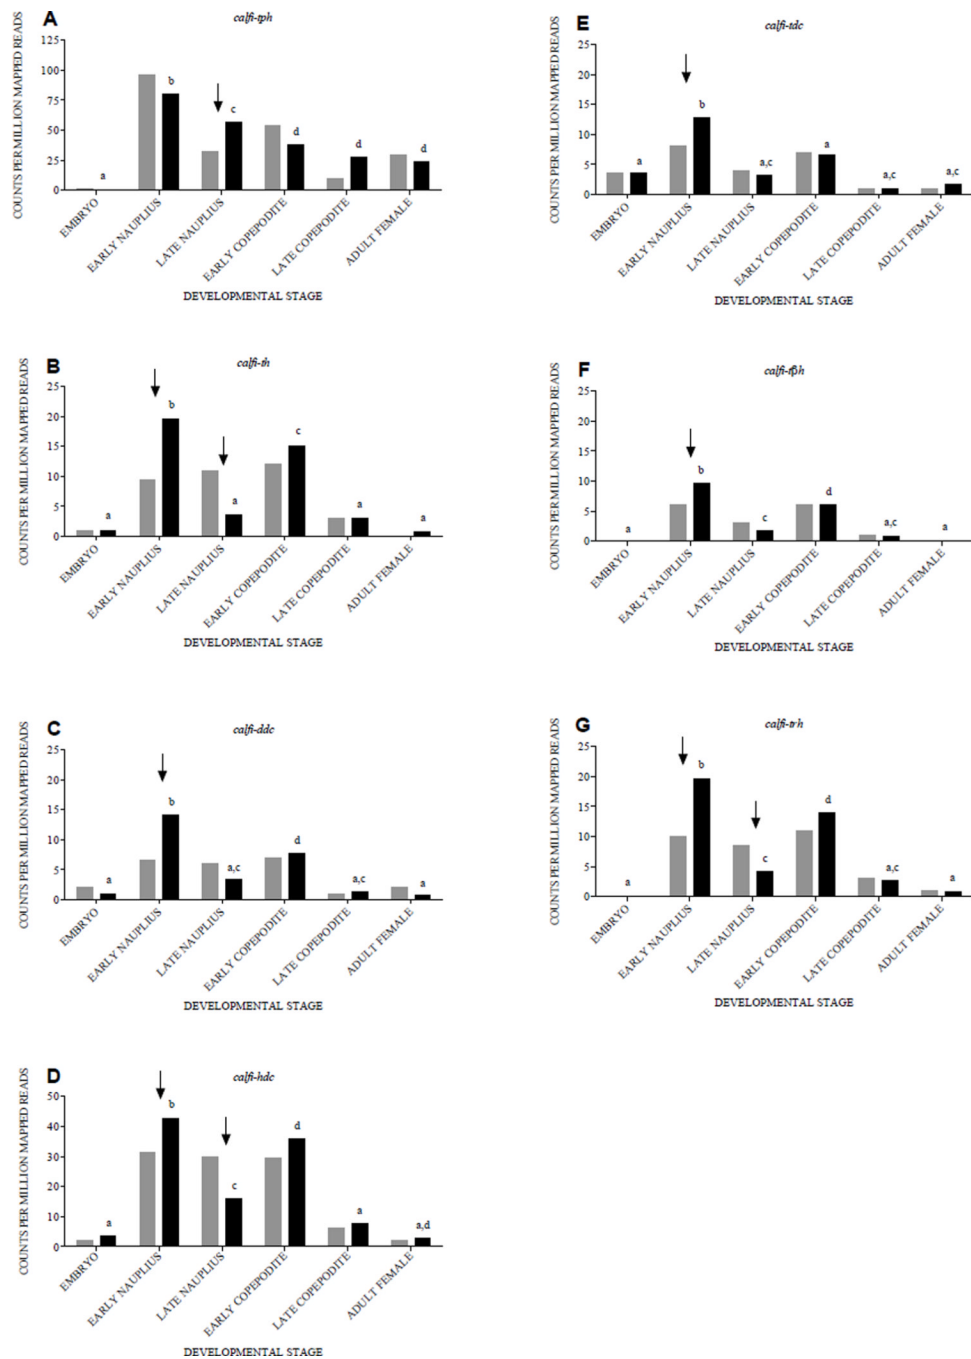 A
calfi-tph
COUNTS PER MILLION MAPPED READS
125
100
75
50
25
0
a
b
c
d
d
d
EMBRYO
EARLY NAUPLIUS
LATE NAUPLIUS
EARLY COPEPODITE
LATE COPEPODITE
ADULT FEMALE
DEVELOPMENTAL STAGE
B
calfi-th
COUNTS PER MILLION MAPPED READS
25
20
15
10
5
0
a
b
a
c
a
a
EMBRYO
EARLY NAUPLIUS
LATE NAUPLIUS
EARLY COPEPODITE
LATE COPEPODITE
ADULT FEMALE
DEVELOPMENTAL STAGE
C
calfi-ddc
COUNTS PER MILLION MAPPED READS
25
20
15
10
5
0
a
b
a,c
d
a,c
a
EMBRYO
EARLY NAUPLIUS
LATE NAUPLIUS
EARLY COPEPODITE
LATE COPEPODITE
ADULT FEMALE
DEVELOPMENTAL STAGE
D
calfi-hdc
COUNTS PER MILLION MAPPED READS
50
40
30
20
10
0
a
b
c
d
a
a,d
EMBRYO
EARLY NAUPLIUS
LATE NAUPLIUS
EARLY COPEPODITE
LATE COPEPODITE
ADULT FEMALE
DEVELOPMENTAL STAGE
E
calfi-tdc
COUNTS PER MILLION MAPPED READS
25
20
15
10
5
0
a
b
a,c
a
a,c
a,c
EMBRYO
EARLY NAUPLIUS
LATE NAUPLIUS
EARLY COPEPODITE
LATE COPEPODITE
ADULT FEMALE
DEVELOPMENTAL STAGE
F
calfi-tβh
COUNTS PER MILLION MAPPED READS
25
20
15
10
5
0
a
b
c
d
a,c
a
EMBRYO
EARLY NAUPLIUS
LATE NAUPLIUS
EARLY COPEPODITE
LATE COPEPODITE
ADULT FEMALE
DEVELOPMENTAL STAGE
G
calfi-trh
COUNTS PER MILLION MAPPED READS
25
20
15
10
5
0
a
b
c
d
a,c
a
EMBRYO
EARLY NAUPLIUS
LATE NAUPLIUS
EARLY COPEPODITE
LATE COPEPODITE
ADULT FEMALE
DEVELOPMENTAL STAGE